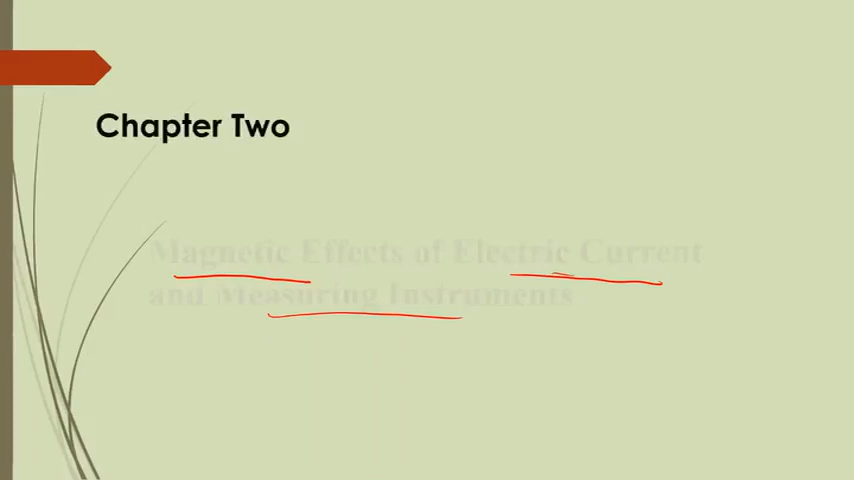 Chapter Two
Magnetic Effects of Electric Current
and Measuring Instruments